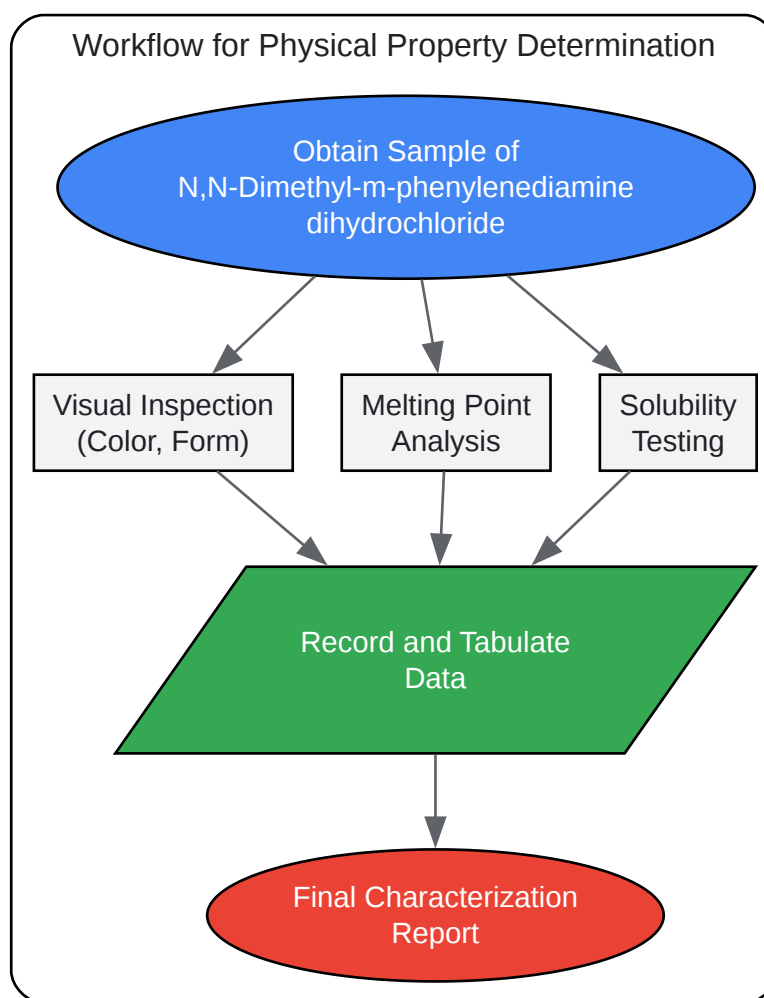 Workflow for Physical Property Determination
Obtain Sample of
N,N-Dimethyl-m-phenylenediamine
dihydrochloride
Visual Inspection
(Color, Form)
Melting Point
Analysis
Solubility
Testing
Record and Tabulate
Data
Final Characterization
Report